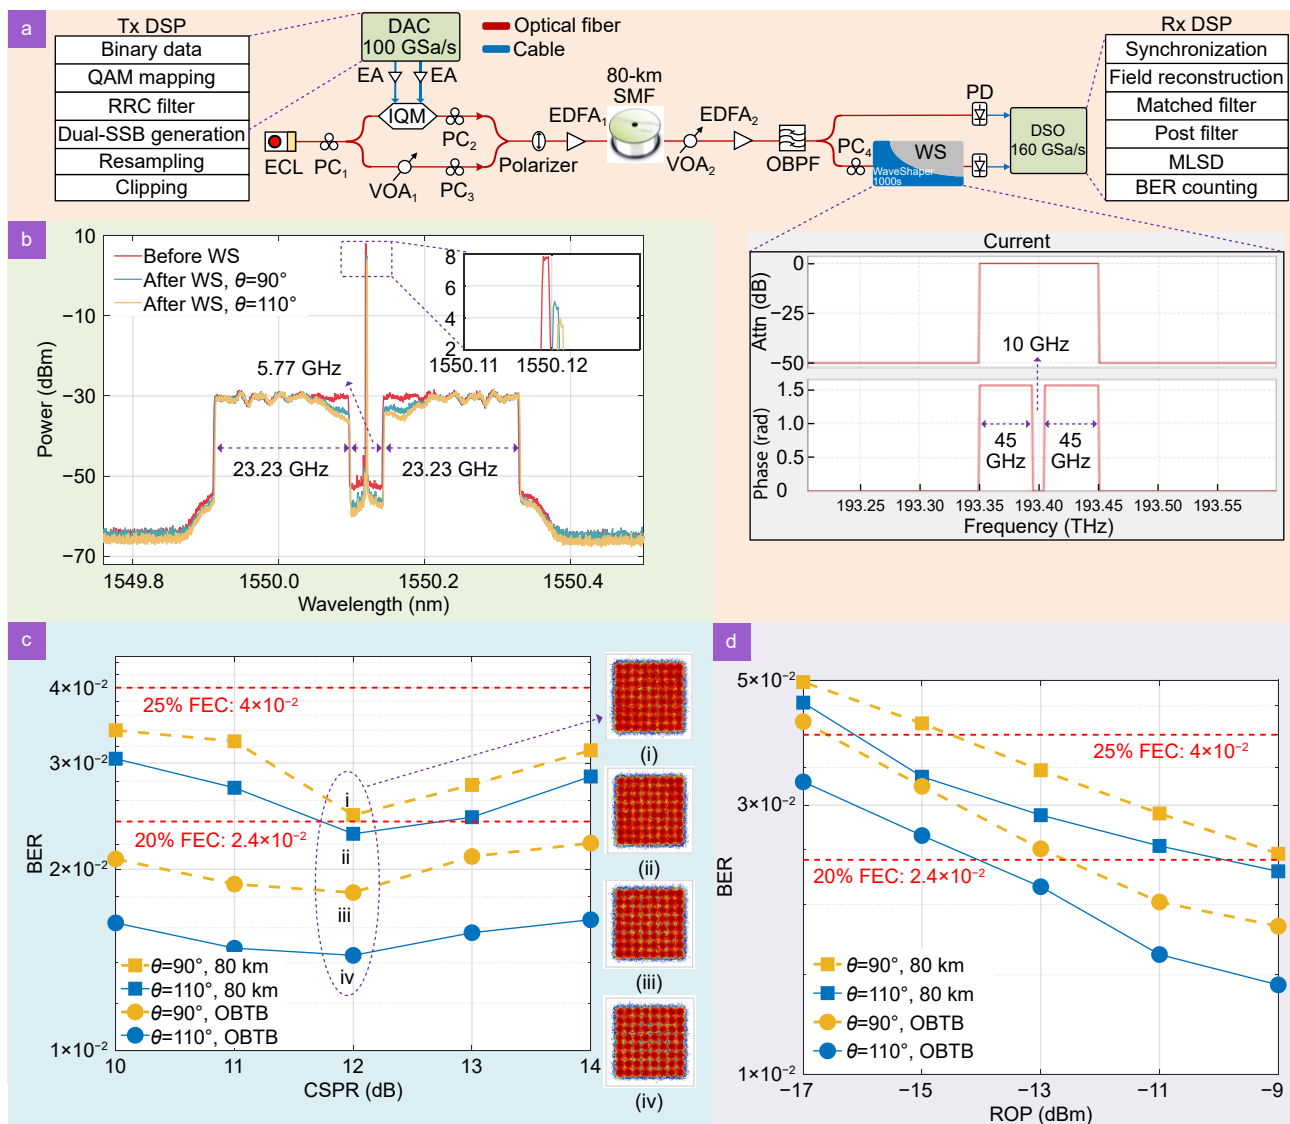 a
Tx DSP
Binary data
QAM mapping
RRC filter
Dual-SSB generation
Resampling
Clipping
DAC
100 GSa/s
EA
EA
Optical fiber
Cable
IQM
ECL
PC1
PC2
VOA1
PC3
Polarizer
EDFA1
80-km
SMF
VOA2
EDFA2
OBPF
PC4
WS
WaveShaper
1000s
PD
DSO
160 GSa/s
Rx DSP
Synchronization
Field reconstruction
Matched filter
Post filter
MLSD
BER counting
Current
Attn (dB)
0
−25
−50
10 GHz
Phase (rad)
1.5
1.0
0.5
0
45
GHz
45
GHz
193.25 193.30 193.35 193.40 193.45 193.50 193.55
Frequency (THz)
b
Before WS
After WS, θ=90°
After WS, θ=110°
Power (dBm)
10
−10
−30
−50
−70
8
6
4
2
1550.11 1550.12
5.77 GHz
23.23 GHz
23.23 GHz
1549.8 1550.0 1550.2 1550.4
Wavelength (nm)
c
BER
4×10−2
3×10−2
2×10−2
1×10−2
25% FEC: 4×10−2
20% FEC: 2.4×10−2
i
ii
iii
iv
θ=90°, 80 km
θ=110°, 80 km
θ=90°, OBTB
θ=110°, OBTB
10 11 12 13 14
CSPR (dB)
(i)
(ii)
(iii)
(iv)
d
BER
5×10−2
3×10−2
1×10−2
25% FEC: 4×10−2
20% FEC: 2.4×10−2
θ=90°, 80 km
θ=110°, 80 km
θ=90°, OBTB
θ=110°, OBTB
−17 −15 −13 −11 −9
ROP (dBm)